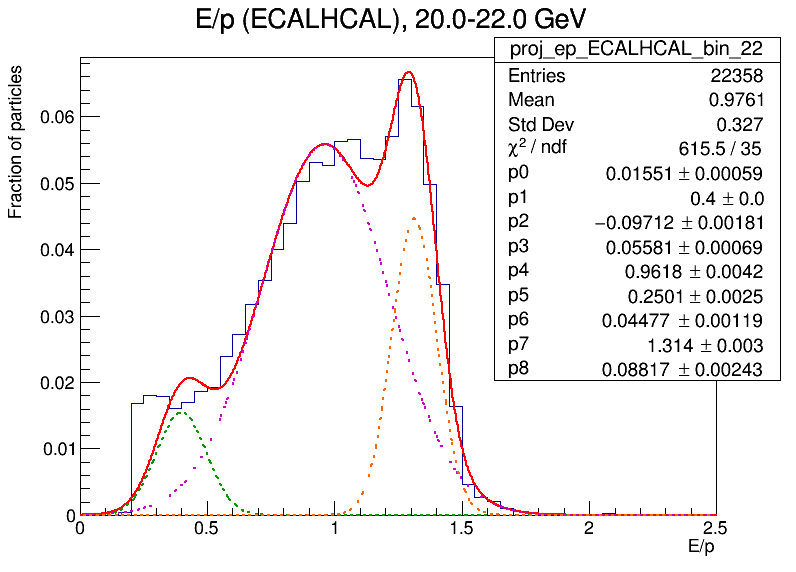 E/p (ECALHCAL), 20.0-22.0 GeV
proj_ep_ECALHCAL_bin_22
Entries 22358
Mean 0.9761
Std Dev 0.327
χ² / ndf 615.5 / 35
p0 0.01551 ± 0.00059
p1 0.4 ± 0.0
p2 −0.09712 ± 0.00181
p3 0.05581 ± 0.00069
p4 0.9618 ± 0.0042
p5 0.2501 ± 0.0025
p6 0.04477 ± 0.00119
p7 1.314 ± 0.003
p8 0.08817 ± 0.00243
Fraction of particles
0.06
0.05
0.04
0.03
0.02
0.01
0
0 0.5 1 1.5 2 2.5
E/p